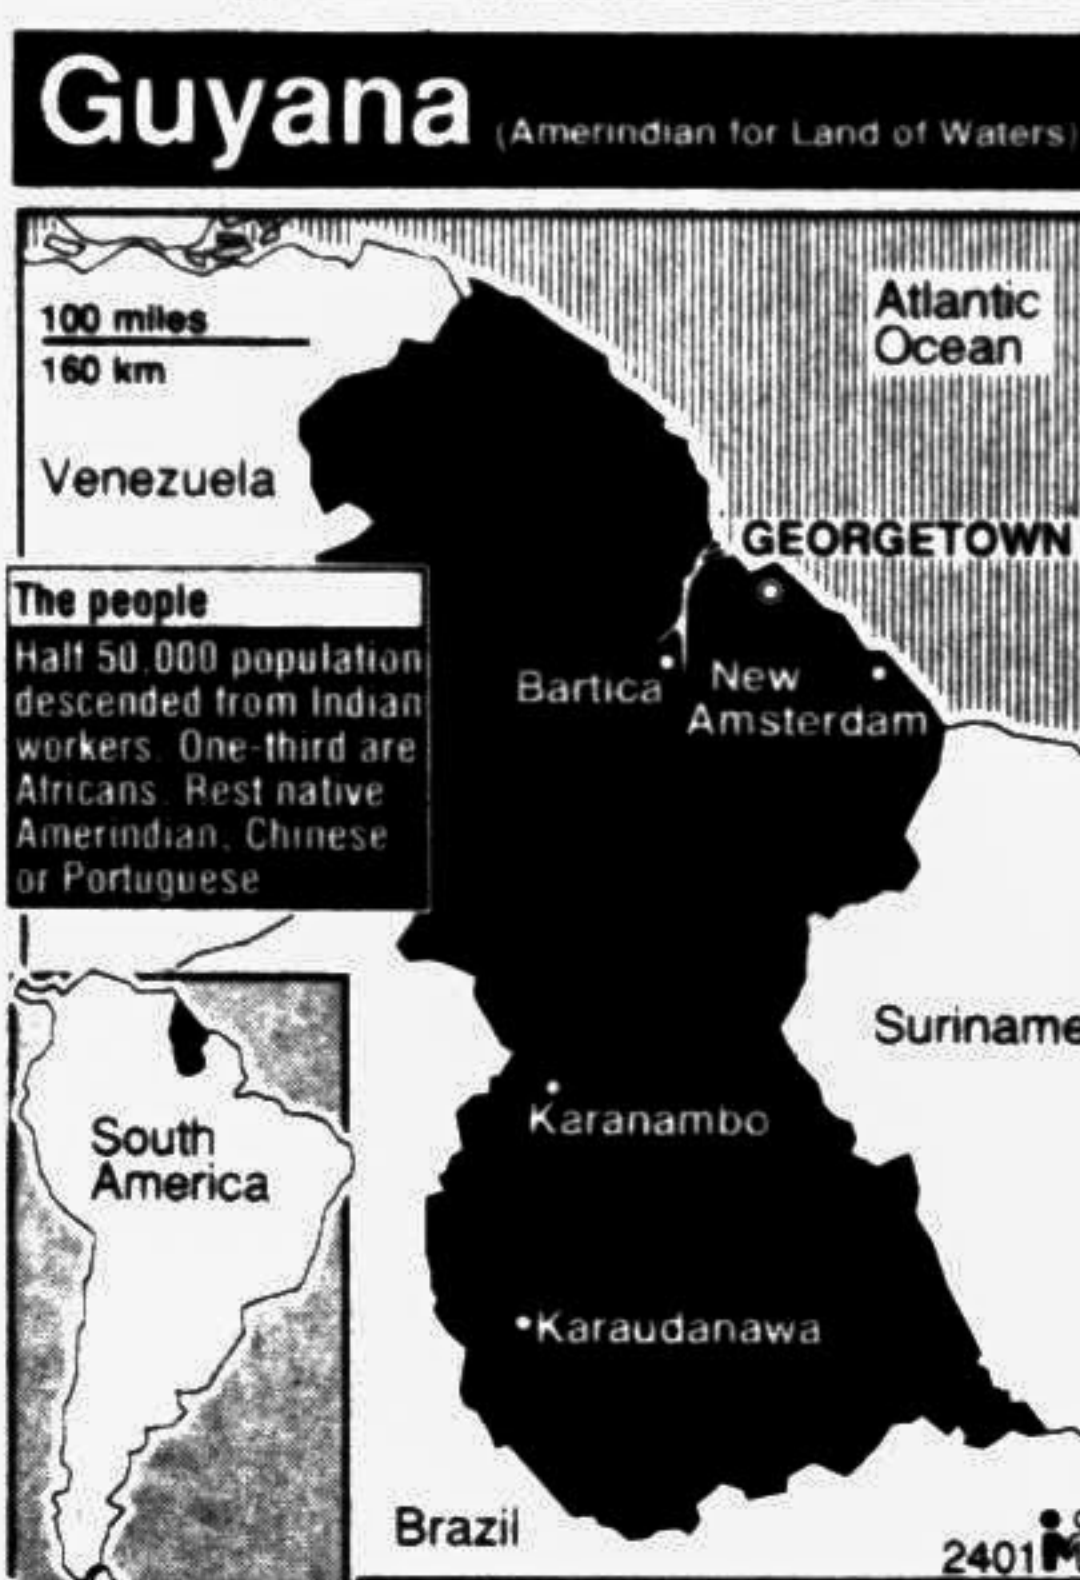 Guyana (Amerindian for Land of Waters)
Atlantic
Ocean
100 miles
160 km
Venezuela
GEORGETOWN
The people
Half 50,000 population
descended from Indian
workers. One-third are
Africans. Rest native
Amerindian, Chinese
or Portuguese
Bartica
New
Amsterdam
Suriname
Karanambo
South
America
Karaudanawa
Brazil
2401